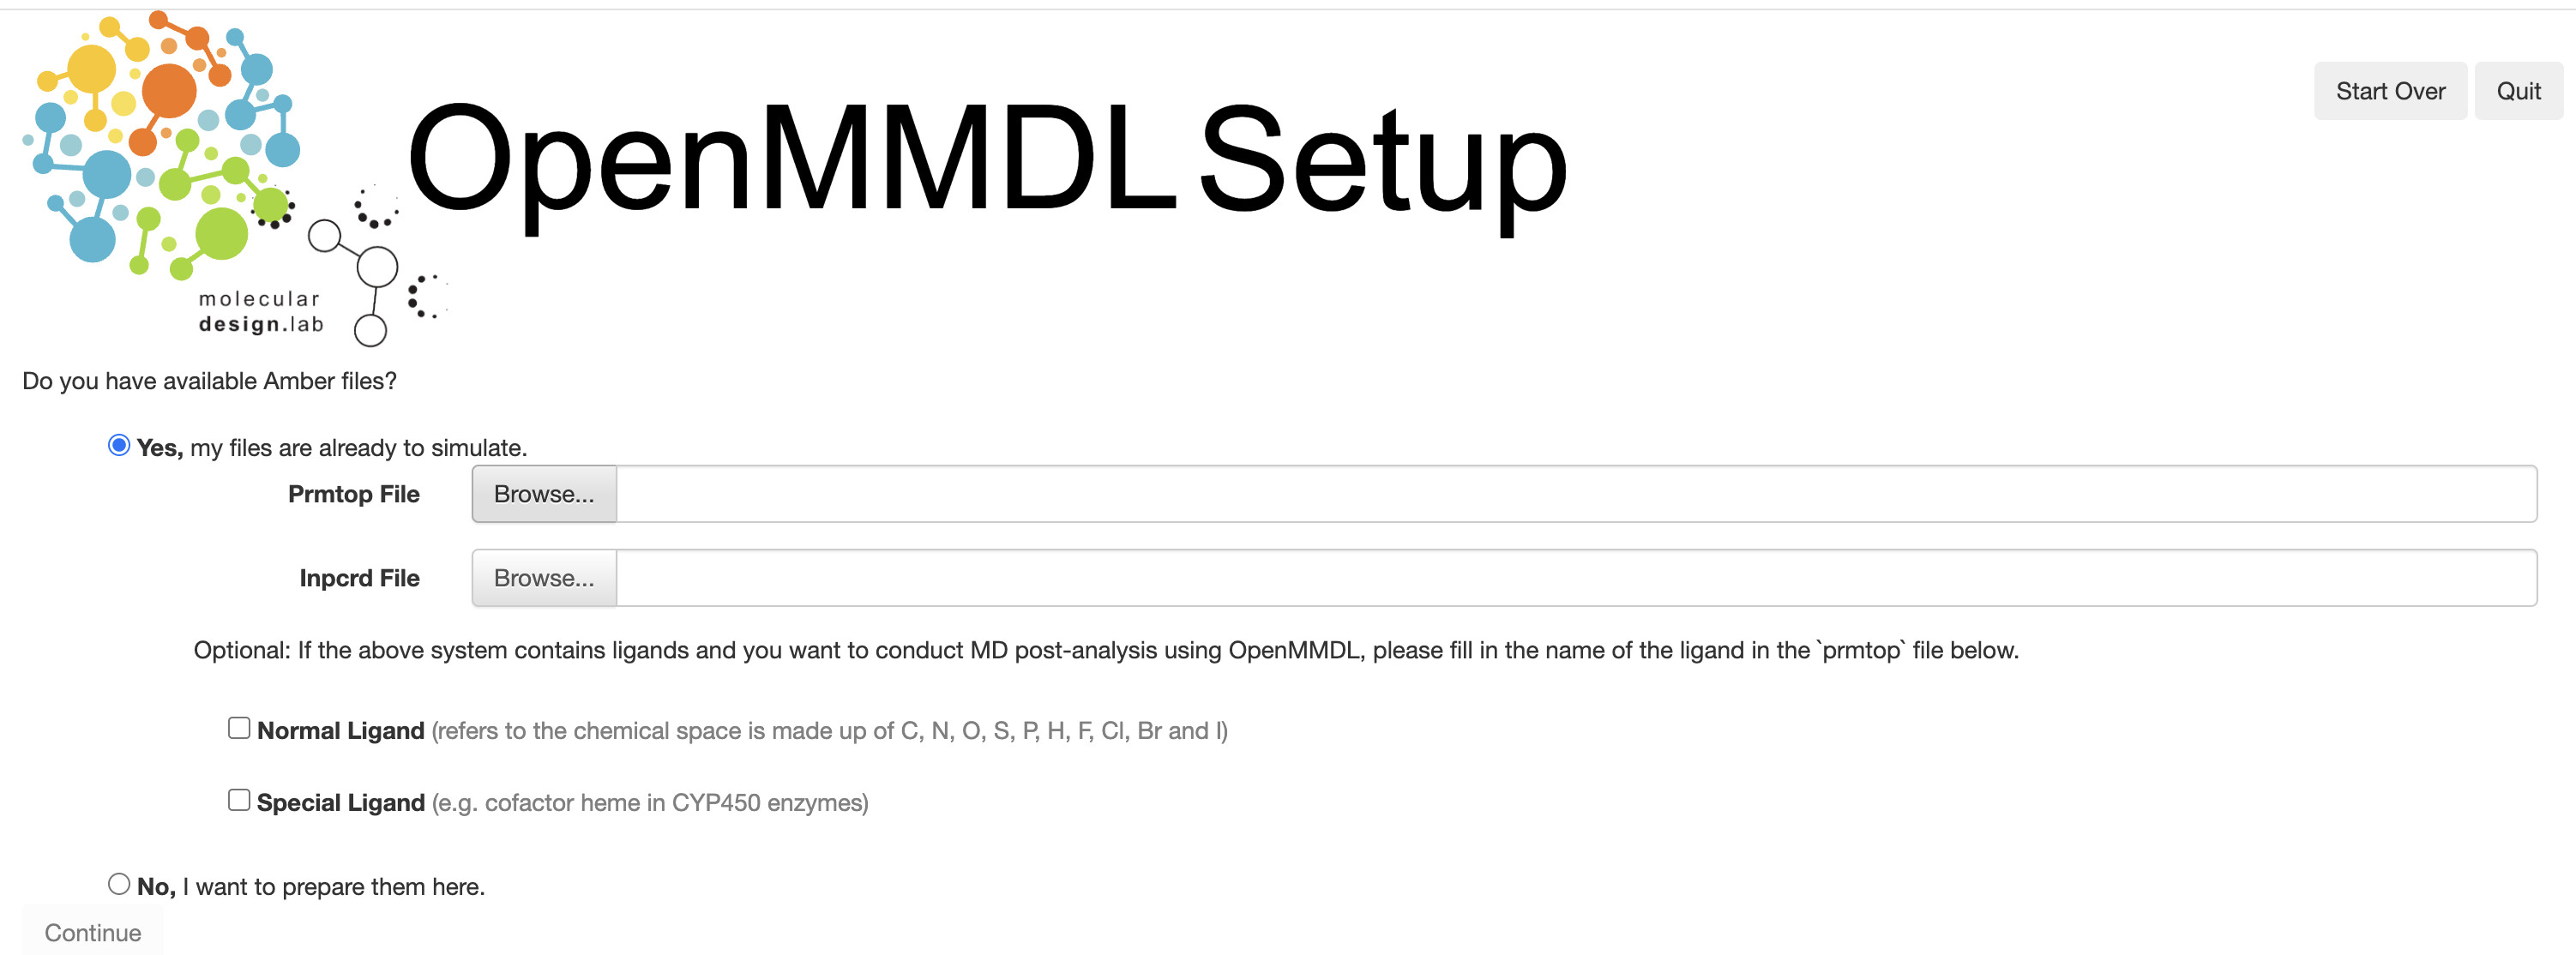 OpenMMDL Setup
Start Over Quit
molecular
design.lab
Do you have available Amber files?
Yes, my files are already to simulate.
Prmtop File Browse...
Inpcrd File Browse...
Optional: If the above system contains ligands and you want to conduct MD post-analysis using OpenMMDL, please fill in the name of the ligand in the `prmtop` file below.
Normal Ligand (refers to the chemical space is made up of C, N, O, S, P, H, F, Cl, Br and I)
Special Ligand (e.g. cofactor heme in CYP450 enzymes)
No, I want to prepare them here.
Continue